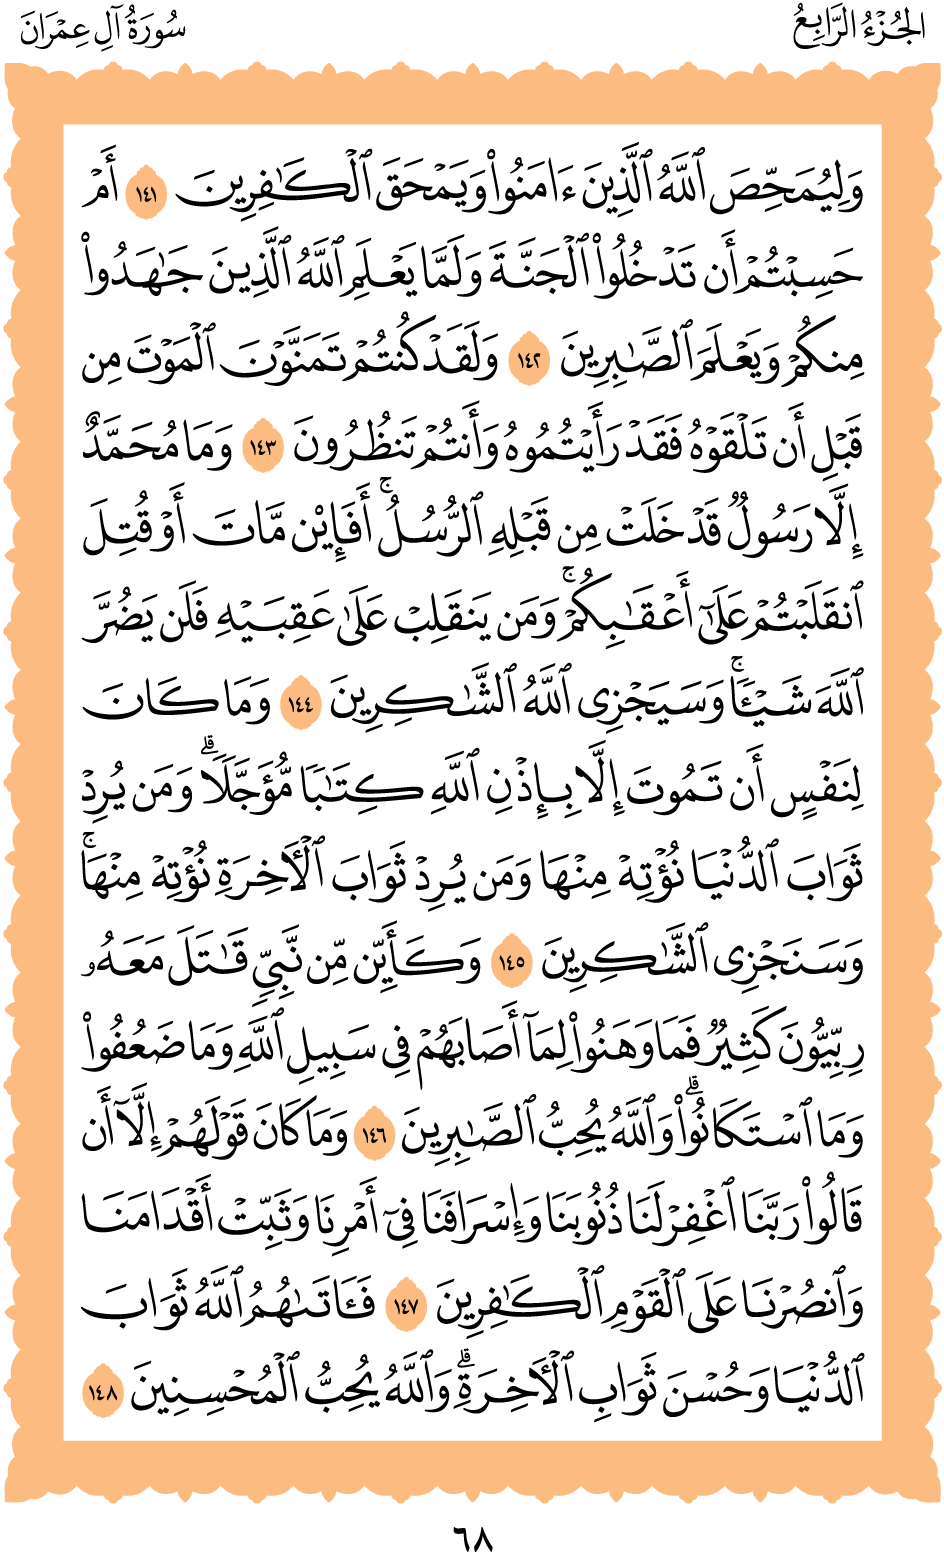 الجُزْءُ الرَّابِعُ
سُورَةُ آلِ عِمْرَانَ
وَلِيُمَحِّصَ ٱللَّهُ ٱلَّذِينَ ءَامَنُوا۟ وَيَمْحَقَ ٱلْكَـٰفِرِينَ ١٤١ أَمْ
حَسِبْتُمْ أَن تَدْخُلُوا۟ ٱلْجَنَّةَ وَلَمَّا يَعْلَمِ ٱللَّهُ ٱلَّذِينَ جَـٰهَدُوا۟
مِنكُمْ وَيَعْلَمَ ٱلصَّـٰبِرِينَ ١٤٢ وَلَقَدْ كُنتُمْ تَمَنَّوْنَ ٱلْمَوْتَ مِن
قَبْلِ أَن تَلْقَوْهُ فَقَدْ رَأَيْتُمُوهُ وَأَنتُمْ تَنظُرُونَ ١٤٣ وَمَا مُحَمَّدٌ
إِلَّا رَسُولٌ قَدْ خَلَتْ مِن قَبْلِهِ ٱلرُّسُلُ ۚ أَفَإِي۟ن مَّاتَ أَوْ قُتِلَ
ٱنقَلَبْتُمْ عَلَىٰٓ أَعْقَـٰبِكُمْ ۚ وَمَن يَنقَلِبْ عَلَىٰ عَقِبَيْهِ فَلَن يَضُرَّ
ٱللَّهَ شَيْـًٔا ۗ وَسَيَجْزِى ٱللَّهُ ٱلشَّـٰكِرِينَ ١٤٤ وَمَا كَانَ
لِنَفْسٍ أَن تَمُوتَ إِلَّا بِإِذْنِ ٱللَّهِ كِتَـٰبًا مُّؤَجَّلًا ۗ وَمَن يُرِدْ
ثَوَابَ ٱلدُّنْيَا نُؤْتِهِۦ مِنْهَا وَمَن يُرِدْ ثَوَابَ ٱلْـَٔاخِرَةِ نُؤْتِهِۦ مِنْهَا ۚ
وَسَنَجْزِى ٱلشَّـٰكِرِينَ ١٤٥ وَكَأَيِّن مِّن نَّبِىٍّ قَـٰتَلَ مَعَهُۥ
رِبِّيُّونَ كَثِيرٌ فَمَا وَهَنُوا۟ لِمَآ أَصَابَهُمْ فِى سَبِيلِ ٱللَّهِ وَمَا ضَعُفُوا۟
وَمَا ٱسْتَكَانُوا۟ ۗ وَٱللَّهُ يُحِبُّ ٱلصَّـٰبِرِينَ ١٤٦ وَمَا كَانَ قَوْلَهُمْ إِلَّآ أَن
قَالُوا۟ رَبَّنَا ٱغْفِرْ لَنَا ذُنُوبَنَا وَإِسْرَافَنَا فِىٓ أَمْرِنَا وَثَبِّتْ أَقْدَامَنَا
وَٱنصُرْنَا عَلَى ٱلْقَوْمِ ٱلْكَـٰفِرِينَ ١٤٧ فَـَٔاتَىٰهُمُ ٱللَّهُ ثَوَابَ
ٱلدُّنْيَا وَحُسْنَ ثَوَابِ ٱلْـَٔاخِرَةِ ۗ وَٱللَّهُ يُحِبُّ ٱلْمُحْسِنِينَ ١٤٨
٦٨